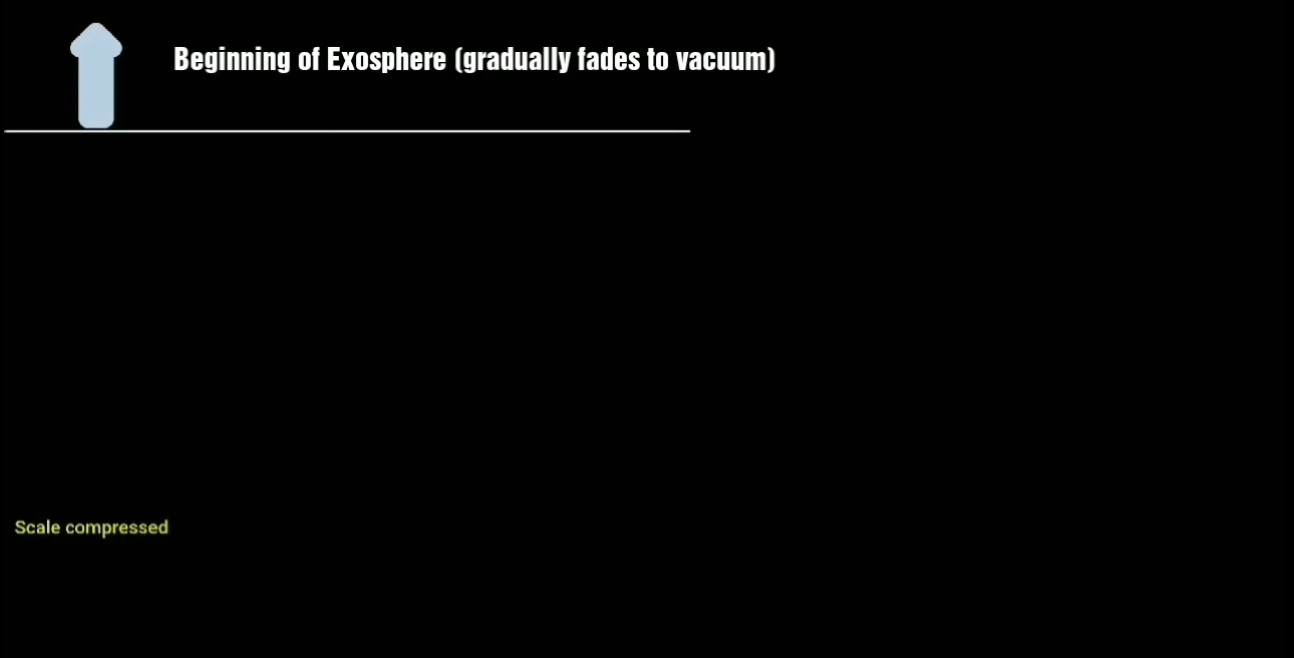 Beginning of Exosphere (gradually fades to vacuum)
Scale compressed